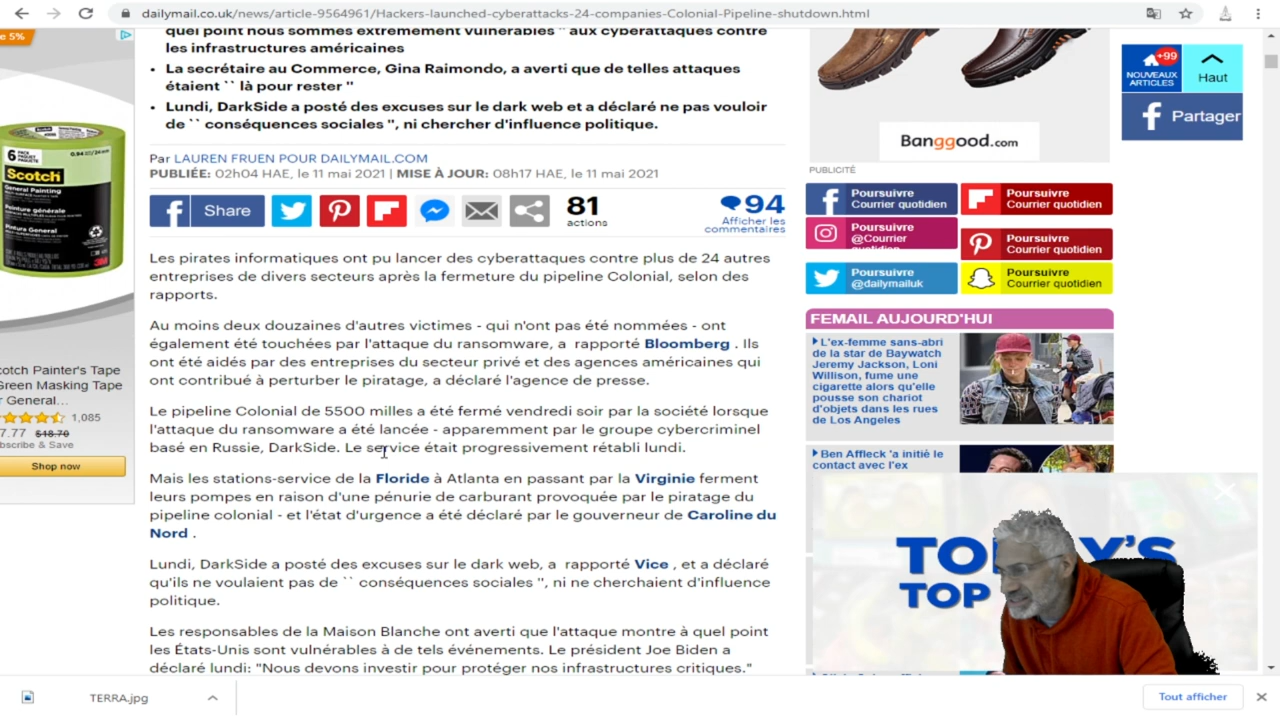 dailymail.co.uk/news/article-9564961/Hackers-launched-cyberattacks-24-companies-Colonial-Pipeline-shutdown.html
e 5%
quel point nous sommes extrêmement vulnérables " aux cyberattaques contre
les infrastructures américaines
• La secrétaire au Commerce, Gina Raimondo, a averti que de telles attaques
étaient `` là pour rester "
• Lundi, DarkSide a posté des excuses sur le dark web et a déclaré ne pas vouloir
de `` conséquences sociales ", ni chercher d'influence politique.
Par LAUREN FRUEN POUR DAILYMAIL.COM
PUBLIÉE: 02h04 HAE, le 11 mai 2021 | MISE À JOUR: 08h17 HAE, le 11 mai 2021
Share
81
actions
94
Afficher les
commentaires
Les pirates informatiques ont pu lancer des cyberattaques contre plus de 24 autres
entreprises de divers secteurs après la fermeture du pipeline Colonial, selon des
rapports.
Au moins deux douzaines d'autres victimes - qui n'ont pas été nommées - ont
également été touchées par l'attaque du ransomware, a rapporté Bloomberg . Ils
ont été aidés par des entreprises du secteur privé et des agences américaines qui
ont contribué à perturber le piratage, a déclaré l'agence de presse.
Le pipeline Colonial de 5500 milles a été fermé vendredi soir par la société lorsque
l'attaque du ransomware a été lancée - apparemment par le groupe cybercriminel
basé en Russie, DarkSide. Le service était progressivement rétabli lundi.
Mais les stations-service de la Floride à Atlanta en passant par la Virginie ferment
leurs pompes en raison d'une pénurie de carburant provoquée par le piratage du
pipeline colonial - et l'état d'urgence a été déclaré par le gouverneur de Caroline du
Nord .
Lundi, DarkSide a posté des excuses sur le dark web, a rapporté Vice , et a déclaré
qu'ils ne voulaient pas de `` conséquences sociales ", ni ne cherchaient d'influence
politique.
Les responsables de la Maison Blanche ont averti que l'attaque montre à quel point
les États-Unis sont vulnérables à de tels événements. Le président Joe Biden a
déclaré lundi: "Nous devons investir pour protéger nos infrastructures critiques."
6
Scotch
General Painting
Peinture générale
Pintura General
3M
cotch Painter's Tape
Green Masking Tape
r General...
1,085
7.77 $18.70
bscribe & Save
Shop now
Banggood.com
PUBLICITÉ
Poursuivre
Courrier quotidien
Poursuivre
Courrier quotidien
Poursuivre
@Courrier
quotidien
Poursuivre
Courrier quotidien
Poursuivre
@dailymailuk
Poursuivre
Courrier quotidien
FEMAIL AUJOURD'HUI
L'ex-femme sans-abri
de la star de Baywatch
Jeremy Jackson, Loni
Willison, fume une
cigarette alors qu'elle
pousse son chariot
d'objets dans les rues
de Los Angeles
Ben Affleck 'a initié le
contact avec l'ex
+99
NOUVEAUX
ARTICLES
Haut
Partager
TO Y'S
TOP
TERRA.jpg
Tout afficher